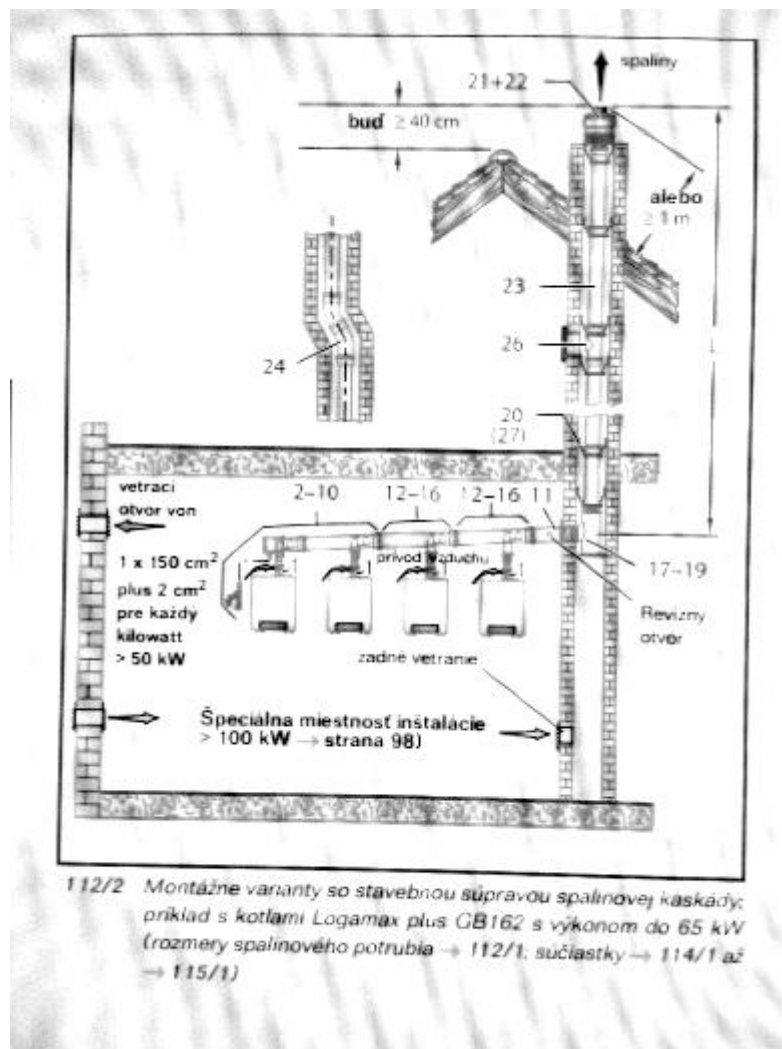 spaliny
21+22
buď ≥ 40 cm
alebo
≥ 1 m
23
24
26
L
20
(27)
vetrací
otvor von
2–10
12–16
12–16
11
prívod vzduchu
1
1
1
1
17–19
1 x 150 cm²
plus 2 cm²
pre každý
kilowatt
> 50 kW
Revízny
otvor
zadné vetranie
Špeciálna miestnosť inštalácie
> 100 kW → strana 98)
112/2 Montážne varianty so stavebnou súpravou spalinovej kaskády;
príklad s kotlami Logamax plus GB162 s výkonom do 65 kW
(rozmery spalinového potrubia → 112/1; súčiastky → 114/1 až
→ 115/1)